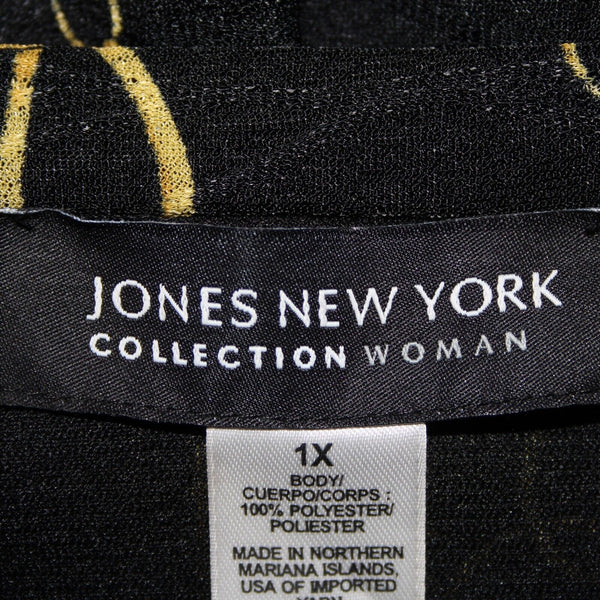 JONES NEW YORK
COLLECTION WOMAN
1X
BODY/
CUERPO/CORPS :
100% POLYESTER/
POLIESTER
MADE IN NORTHERN
MARIANA ISLANDS,
USA OF IMPORTED
YARN